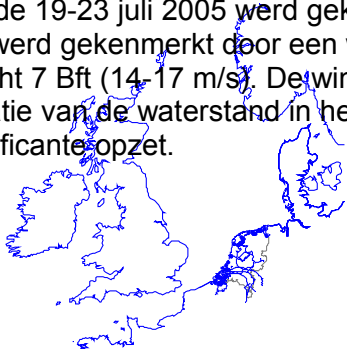 de 19-23 juli 2005 werd gek
werd gekenmerkt door een
ht 7 Bft (14-17 m/s). De win
tie van de waterstand in he
ificante opzet.